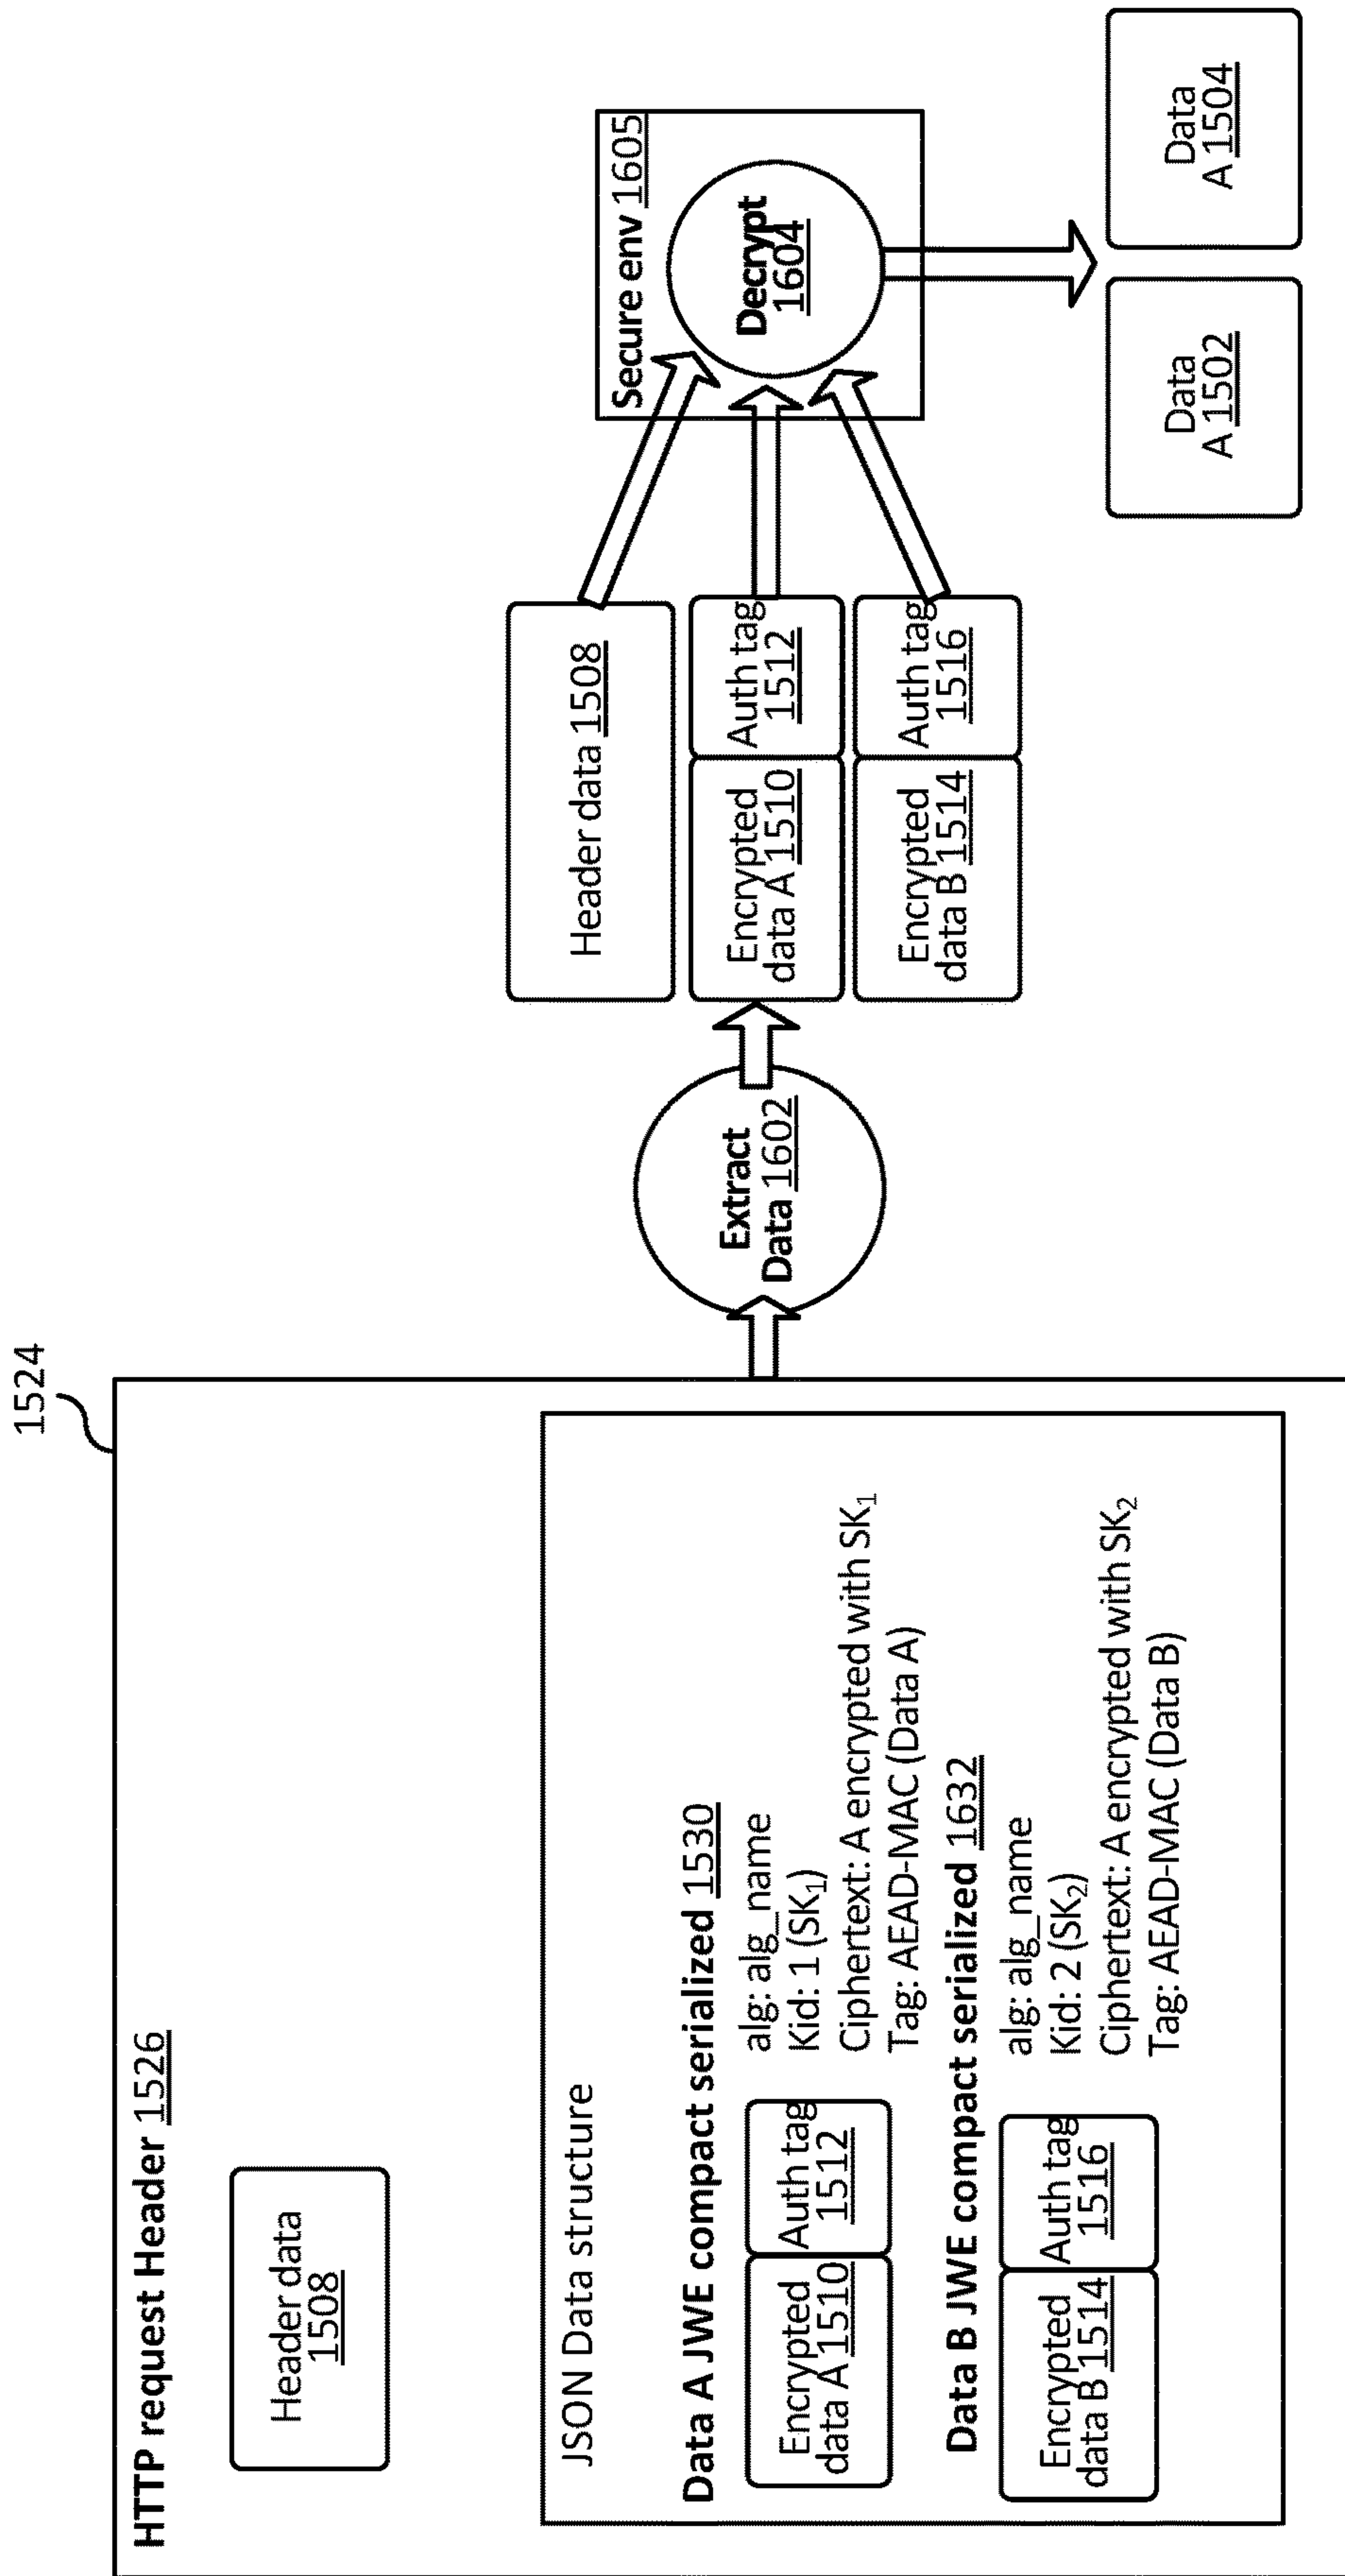 1524
HTTP request Header 1526
Header data
1508
JSON Data structure
Data A JWE compact serialized 1530
Encrypted
data A 1510
Auth tag
1512
alg: alg_name
Kid: 1 (SK₁)
Ciphertext: A encrypted with SK₁
Tag: AEAD-MAC (Data A)
Data B JWE compact serialized 1632
Encrypted
data B 1514
Auth tag
1516
alg: alg_name
Kid: 2 (SK₂)
Ciphertext: A encrypted with SK₂
Tag: AEAD-MAC (Data B)
Extract
Data 1602
Header data 1508
Encrypted
data A 1510
Auth tag
1512
Encrypted
data B 1514
Auth tag
1516
Secure env 1605
Decrypt
1604
Data
A 1502
Data
A 1504